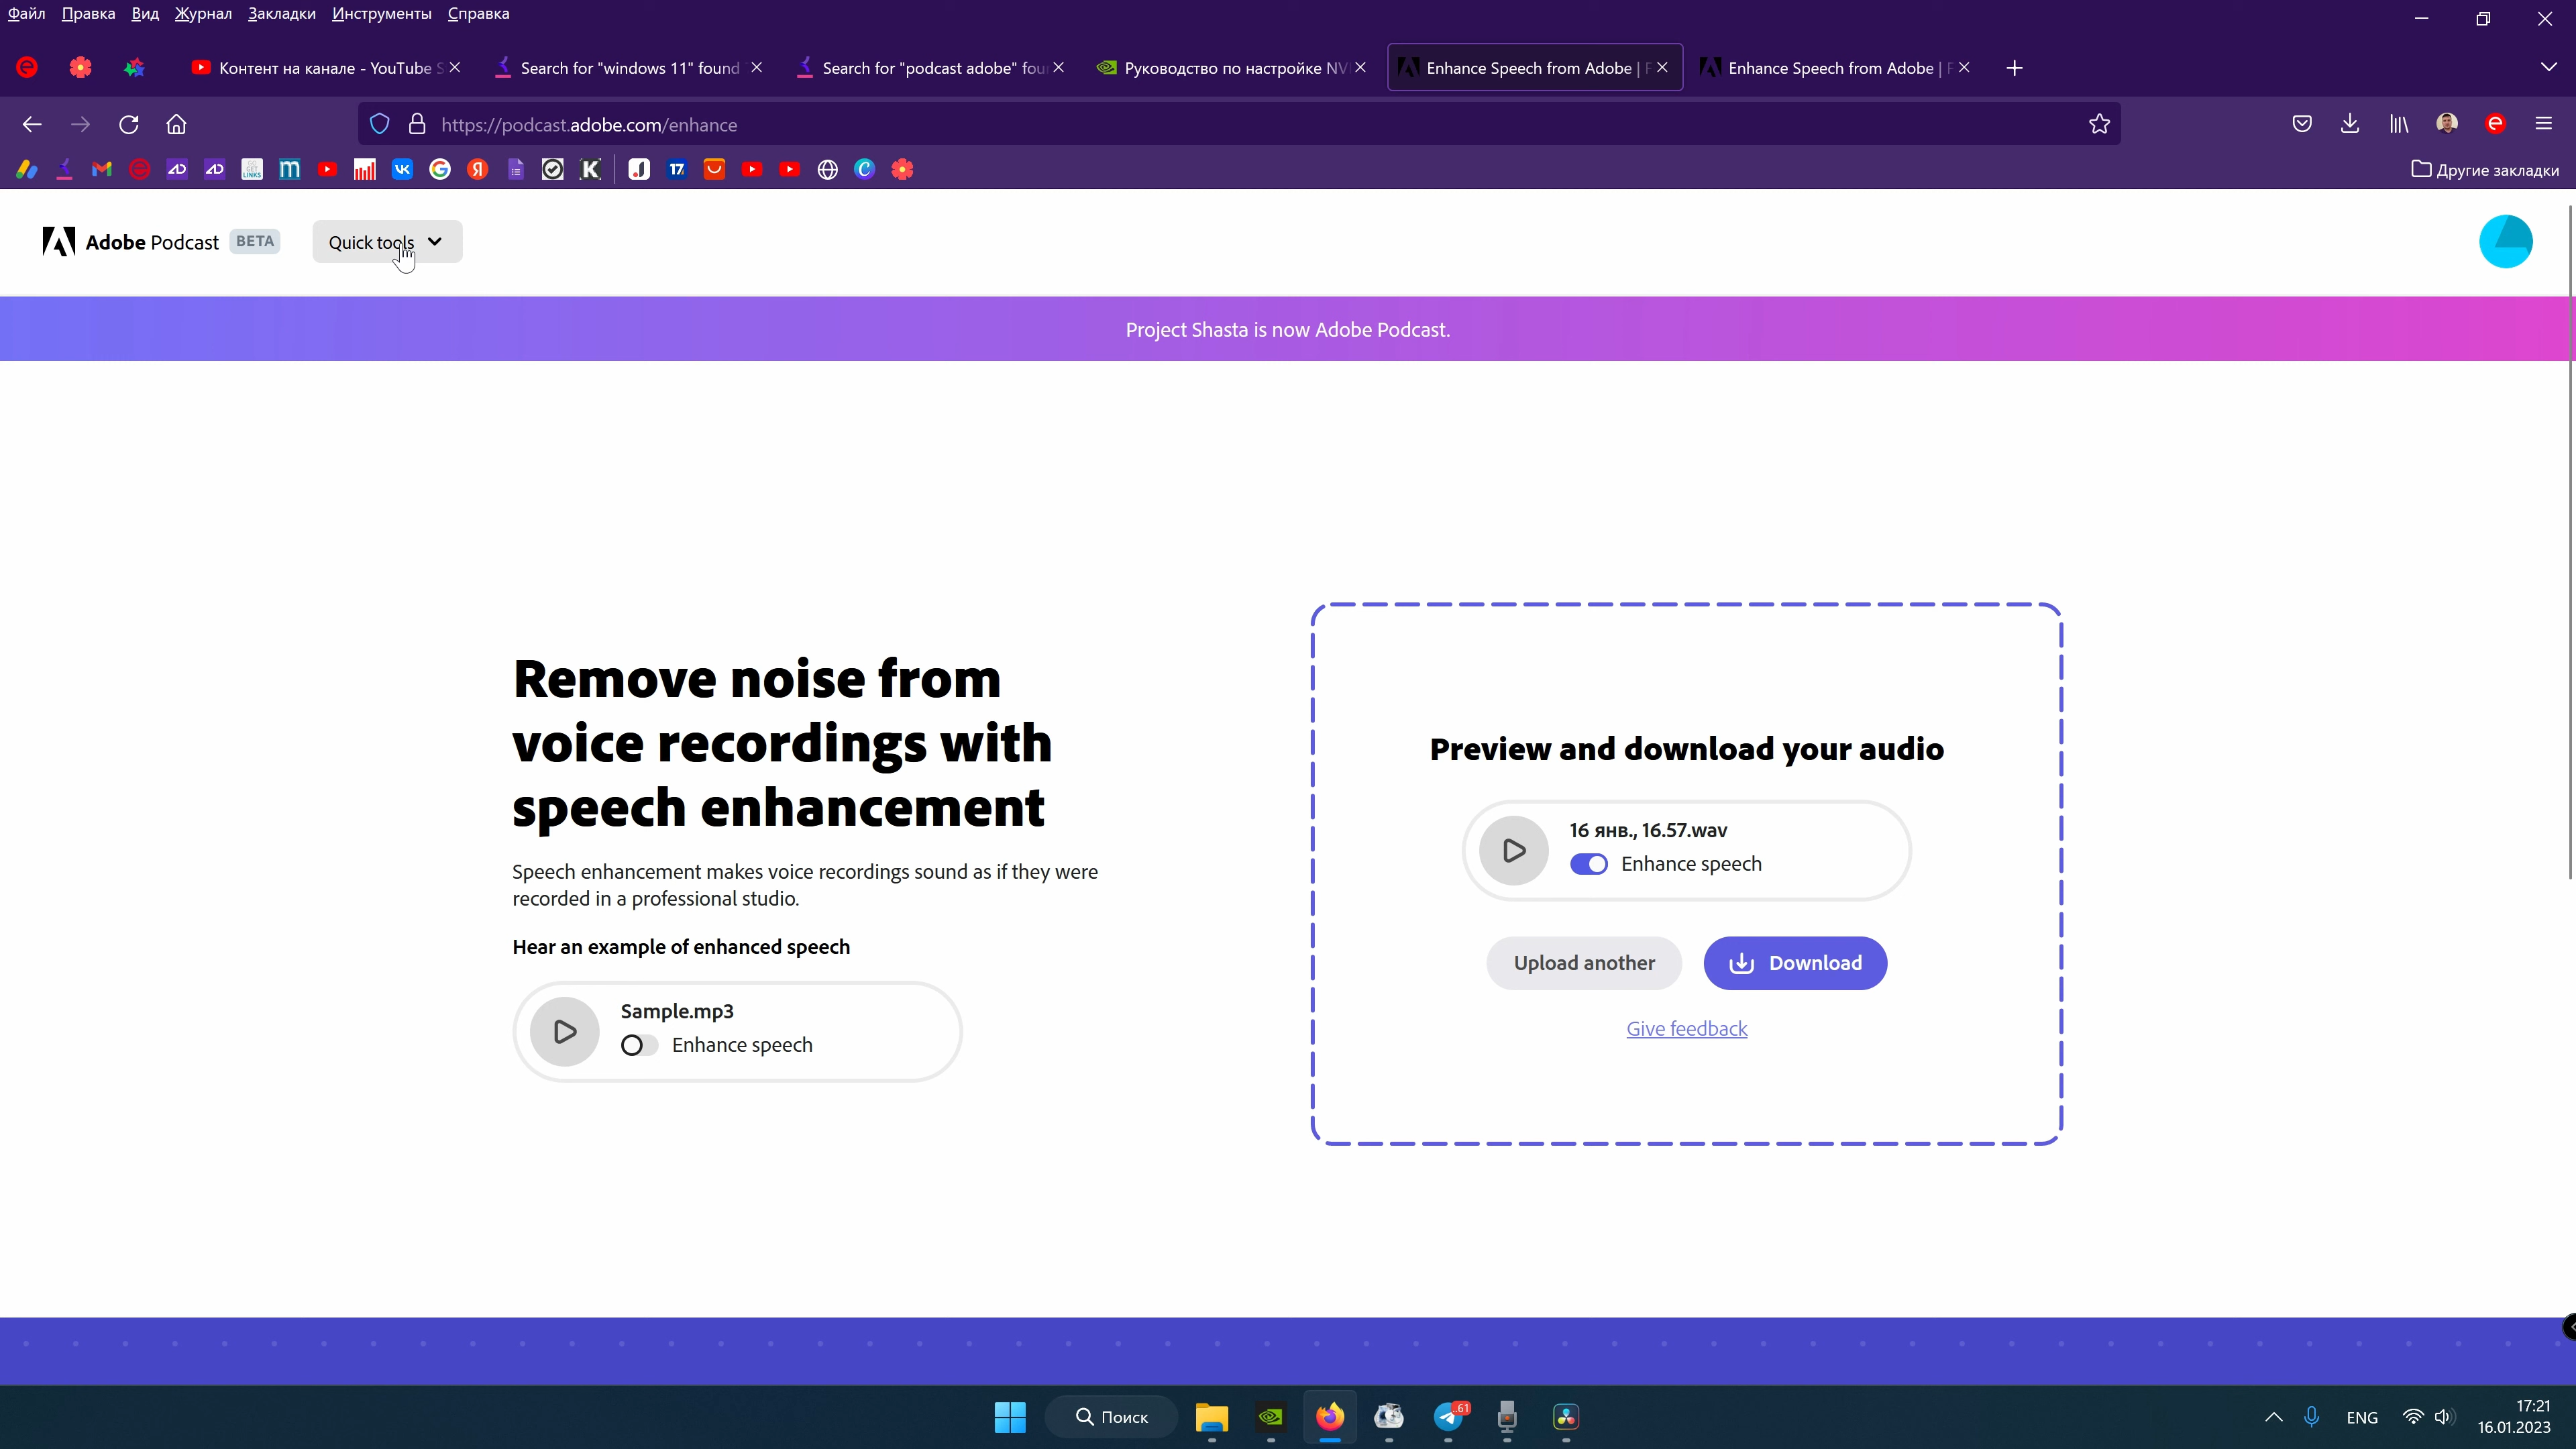 Файл Правка Вид Журнал Закладки Инструменты Справка
Контент на канале - YouTube S
Search for "windows 11" found
Search for "podcast adobe" fou
Руководство по настройке NV
Enhance Speech from Adobe | P
Enhance Speech from Adobe | P
https://podcast.adobe.com/enhance
Другие закладки
Adobe Podcast BETA Quick tools
Project Shasta is now Adobe Podcast.
Remove noise from
voice recordings with
speech enhancement
Speech enhancement makes voice recordings sound as if they were
recorded in a professional studio.
Hear an example of enhanced speech
Sample.mp3
Enhance speech
Preview and download your audio
16 янв., 16.57.wav
Enhance speech
Upload another Download
Give feedback
Поиск
..61
ENG
17:21
16.01.2023